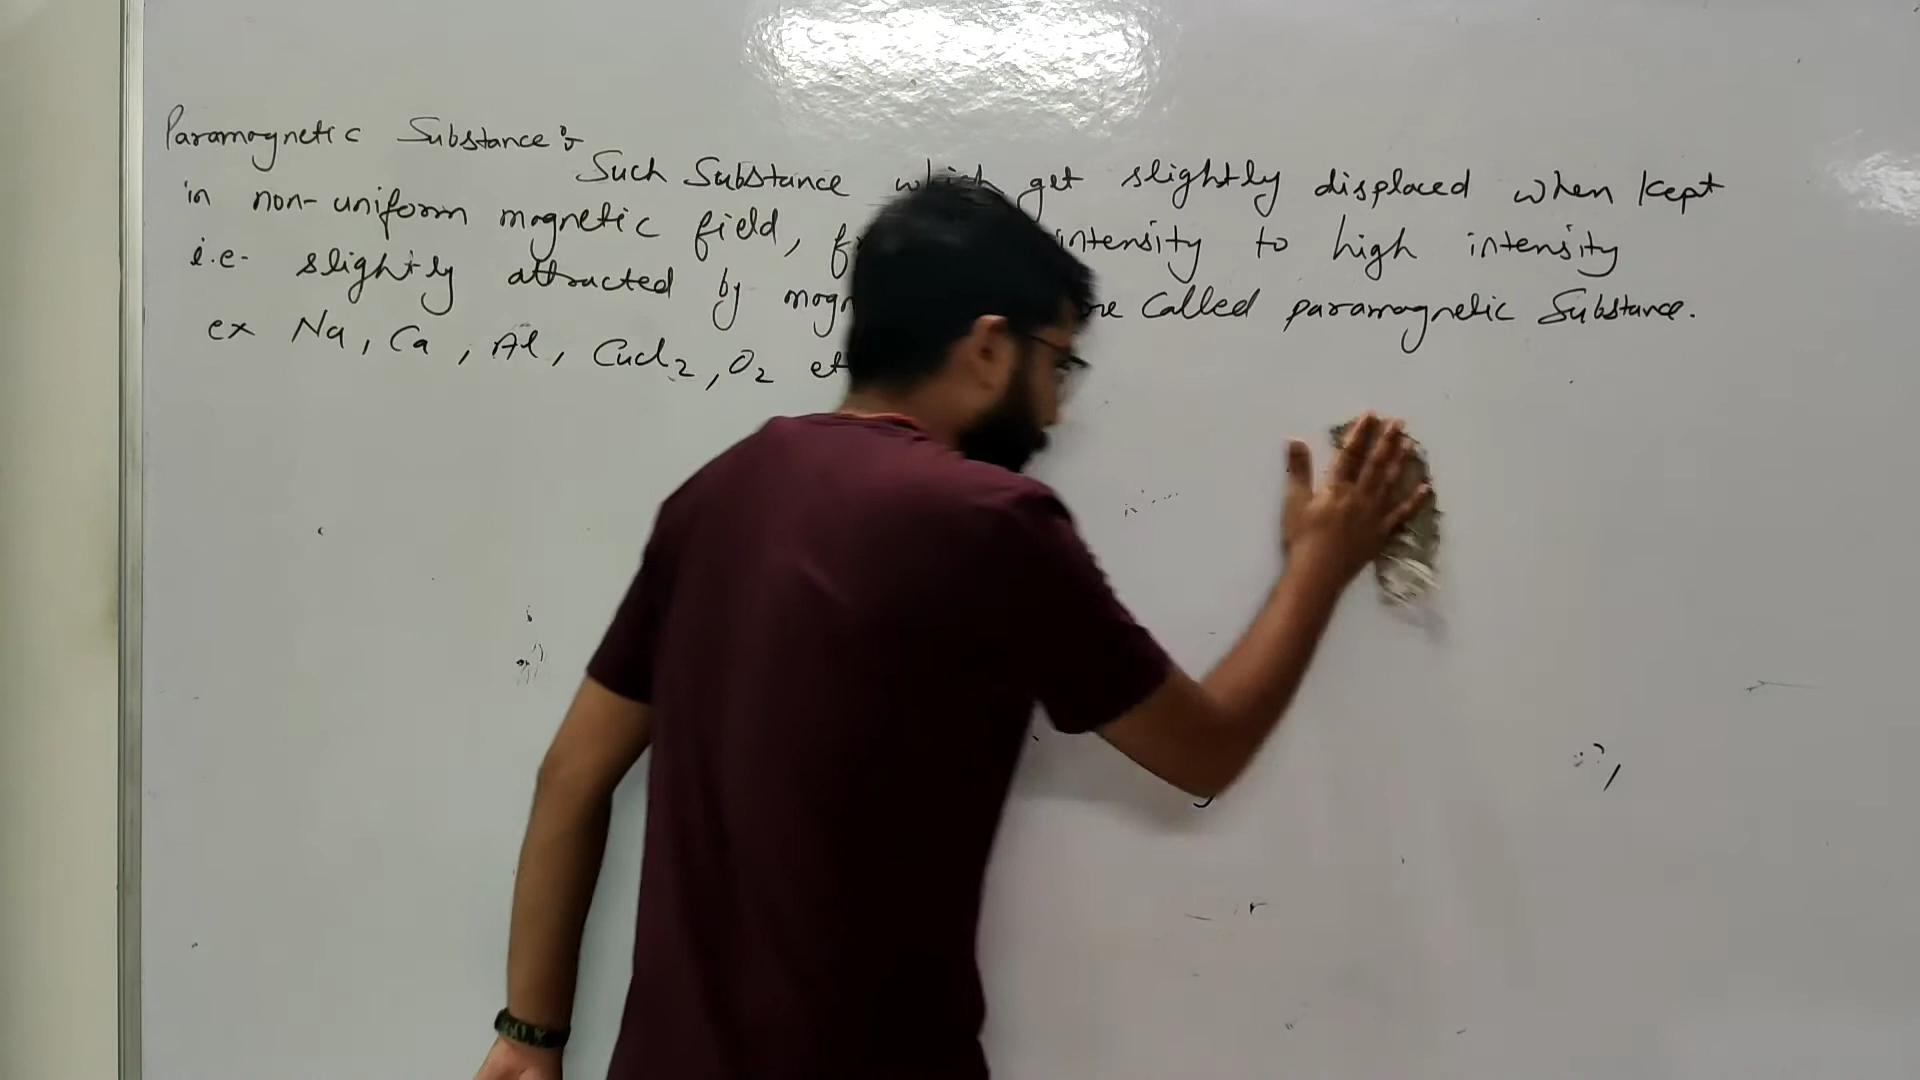 Paramagnetic Substance :- Such Substance which get slightly displaced when kept
in non-uniform magnetic field, intensity to high intensity
i.e. slightly attracted by Called paramagnetic Substance.
ex Na, Ca, Al, CuCl2, O2